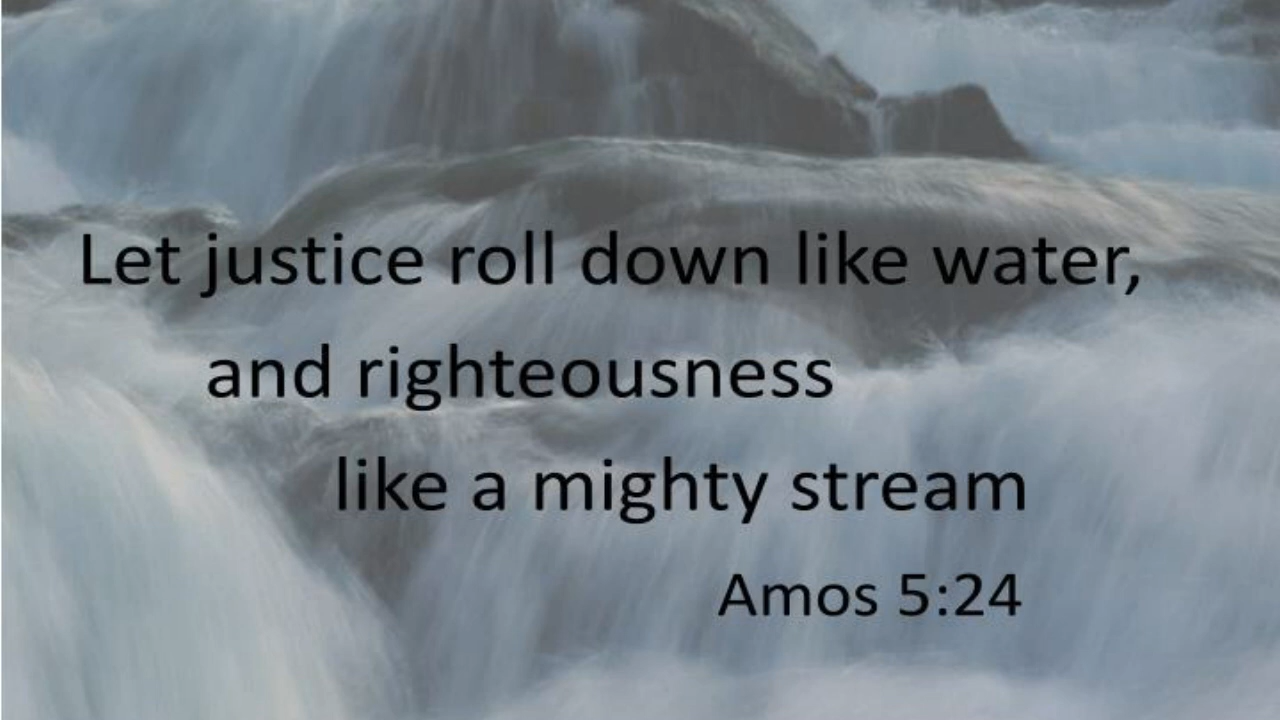 Let justice roll down like water,
and righteousness
like a mighty stream
Amos 5:24